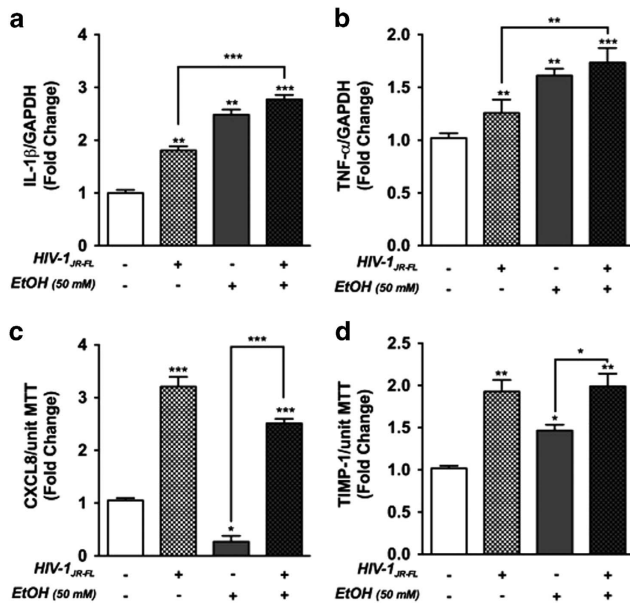 a
IL-1β/GAPDH
(Fold Change)
4
3
2
1
0
***
**
**
***
HIV-1JR-FL - + - +
EtOH (50 mM) - - + +
b
TNF-α/GAPDH
(Fold Change)
2.0
1.5
1.0
0.5
0.0
**
**
**
***
HIV-1JR-FL - + - +
EtOH (50 mM) - - + +
c
CXCL8/unit MTT
(Fold Change)
4
3
2
1
0
***
***
*
***
HIV-1JR-FL - + - +
EtOH (50 mM) - - + +
d
TIMP-1/unit MTT
(Fold Change)
2.5
2.0
1.5
1.0
0.5
0.0
*
**
*
**
HIV-1JR-FL - + - +
EtOH (50 mM) - - + +